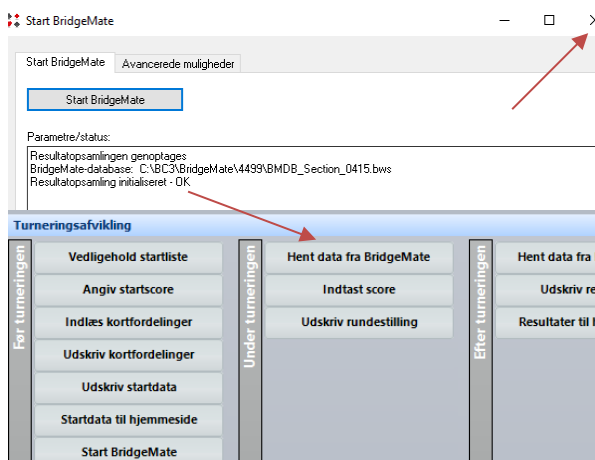 Start BridgeMate
Start BridgeMate
Avancerede muligheder
Start BridgeMate
Parametre/status:
Resultatopsamlingen genoptages
BridgeMate-database: C:\BC3\BridgeMate\4499\BMDB_Section_0415.bws
Resultatopsamling initialiseret - OK
Turneringsafvikling
Før turneringen
Vedligehold startliste
Angiv startscore
Indlæs kortfordelinger
Udskriv kortfordelinger
Udskriv startdata
Startdata til hjemmeside
Start BridgeMate
Under turneringen
Hent data fra BridgeMate
Indtast score
Udskriv rundestilling
Efter turneringen
Hent data fra
Udskriv re
Resultater til